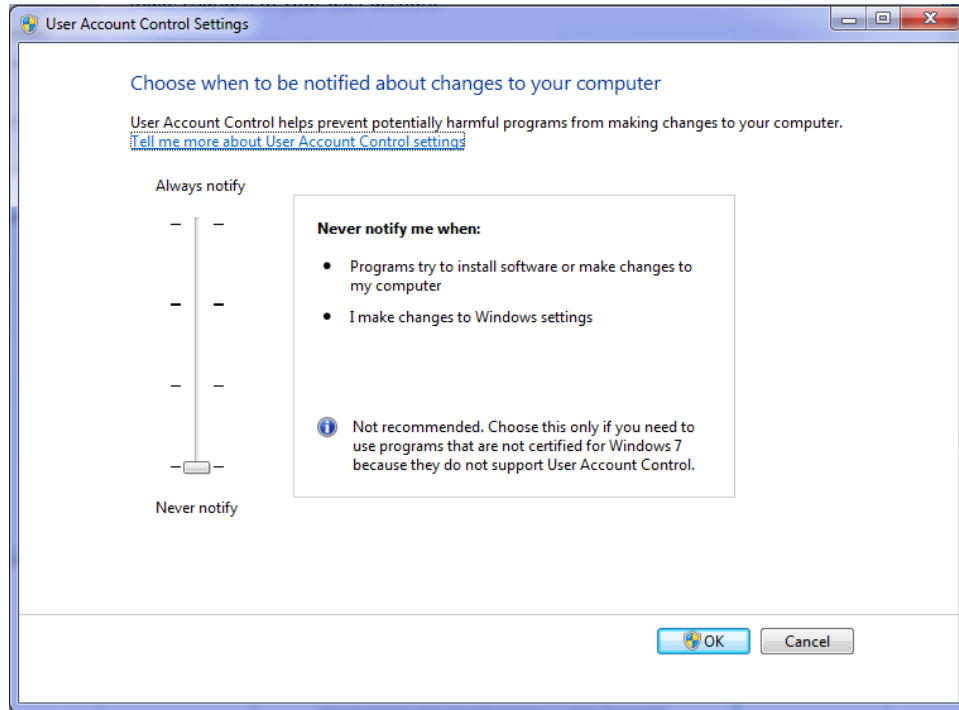 User Account Control Settings
Choose when to be notified about changes to your computer
User Account Control helps prevent potentially harmful programs from making changes to your computer.
Tell me more about User Account Control settings
Always notify
Never notify me when:
• Programs try to install software or make changes to
my computer
• I make changes to Windows settings
Not recommended. Choose this only if you need to
use programs that are not certified for Windows 7
because they do not support User Account Control.
Never notify
OK
Cancel